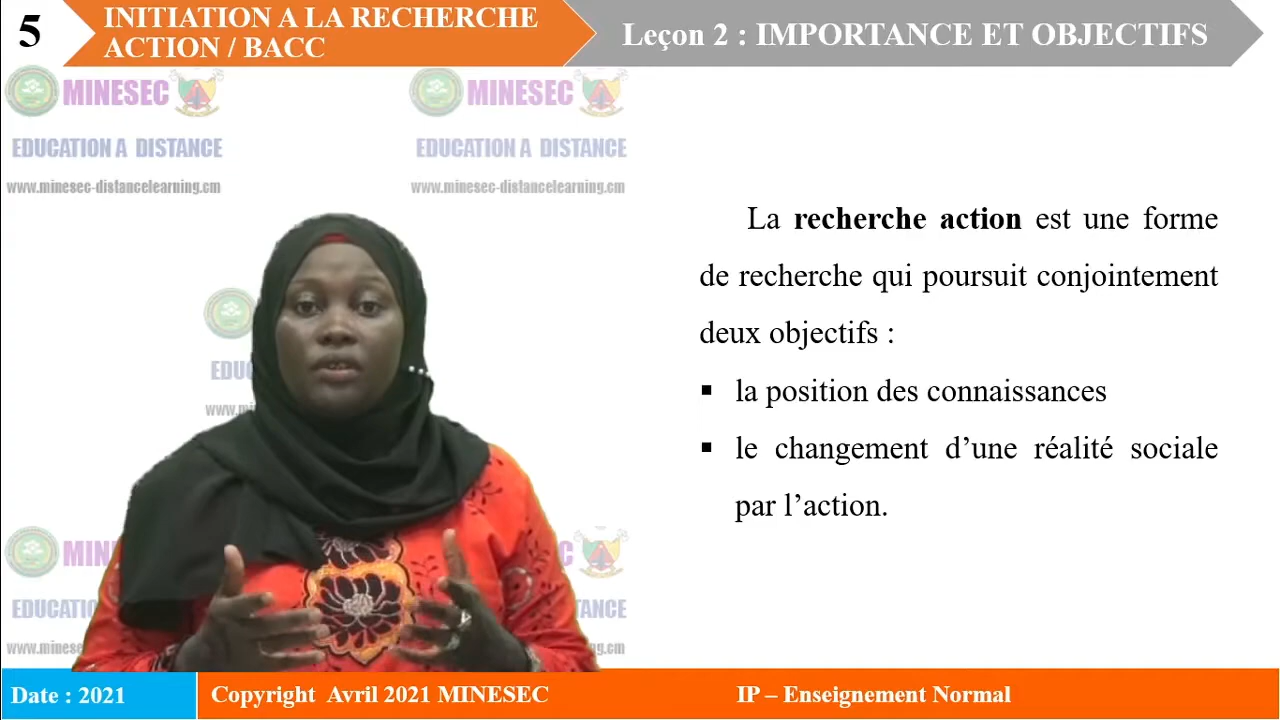 5
INITIATION A LA RECHERCHE
ACTION / BACC
Leçon 2 : IMPORTANCE ET OBJECTIFS
MINESEC
EDUCATION A DISTANCE
www.minesec-distancelearning.cm
MINESEC
EDUCATION A DISTANCE
www.minesec-distancelearning.cm
La recherche action est une forme
de recherche qui poursuit conjointement
deux objectifs :
▪ la position des connaissances
▪ le changement d’une réalité sociale
par l’action.
Date : 2021
Copyright Avril 2021 MINESEC
IP – Enseignement Normal